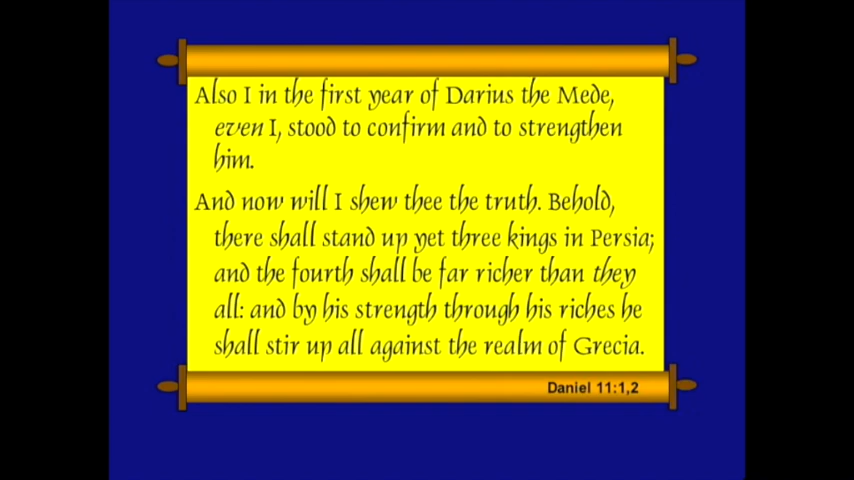 Also I in the first year of Darius the Mede,
even I, stood to confirm and to strengthen
him.
And now will I shew thee the truth. Behold,
there shall stand up yet three kings in Persia;
and the fourth shall be far richer than they
all: and by his strength through his riches he
shall stir up all against the realm of Grecia.
Daniel 11:1,2